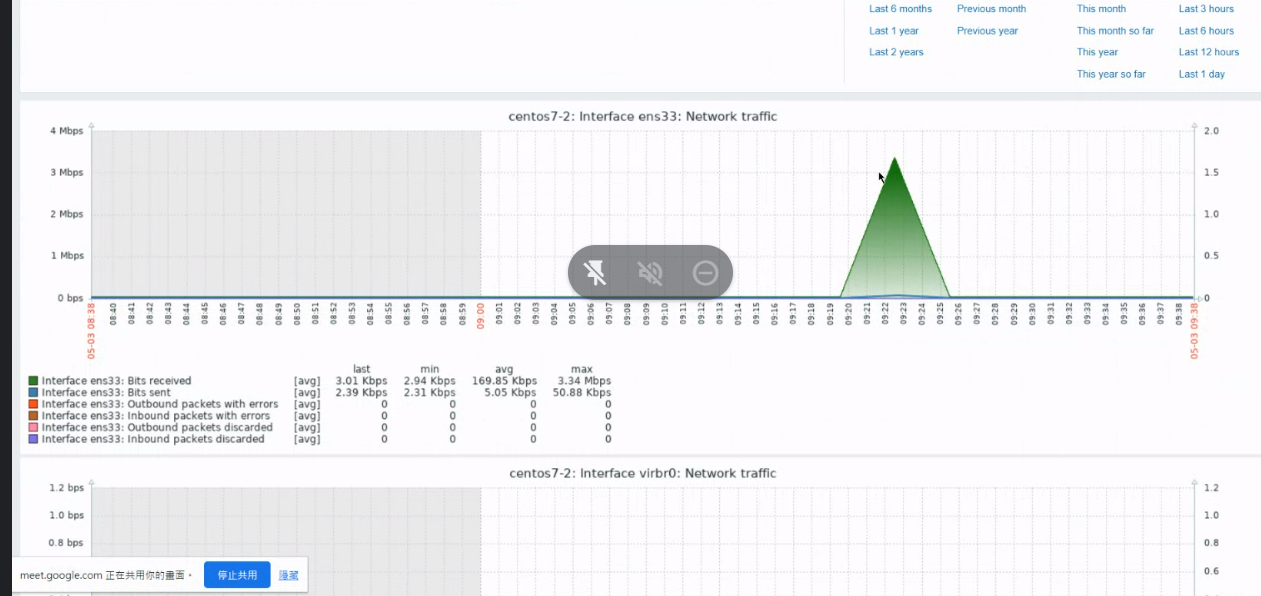 Last 6 months Previous month This month Last 3 hours
Last 1 year Previous year This month so far Last 6 hours
Last 2 years This year Last 12 hours
This year so far Last 1 day
centos7-2: Interface ens33: Network traffic
4 Mbps 2.0
3 Mbps 1.5
2 Mbps 1.0
1 Mbps 0.5
0 bps 0
05-03 08:38 08:40 08:41 08:42 08:43 08:44 08:45 08:46 08:47 08:48 08:49 08:50 08:51 08:52 08:53 08:54 08:55 08:56 08:57 08:58 08:59 09:00 09:01 09:02 09:03 09:04 09:05 09:06 09:07 09:08 09:09 09:10 09:11 09:12 09:13 09:14 09:15 09:16 09:17 09:18 09:19 09:20 09:21 09:22 09:23 09:24 09:25 09:26 09:27 09:28 09:29 09:30 09:31 09:32 09:33 09:34 09:35 09:36 09:37 09:38 05-03 09:38
last min avg max
Interface ens33: Bits received [avg] 3.01 Kbps 2.94 Kbps 169.85 Kbps 3.34 Mbps
Interface ens33: Bits sent [avg] 2.39 Kbps 2.31 Kbps 5.05 Kbps 50.88 Kbps
Interface ens33: Outbound packets with errors [avg] 0 0 0 0
Interface ens33: Inbound packets with errors [avg] 0 0 0 0
Interface ens33: Outbound packets discarded [avg] 0 0 0 0
Interface ens33: Inbound packets discarded [avg] 0 0 0 0
centos7-2: Interface virbr0: Network traffic
1.2 bps 1.2
1.0 bps 1.0
0.8 bps 0.8
0.6
meet.google.com 正在共用你的畫面。 停止共用 隱藏